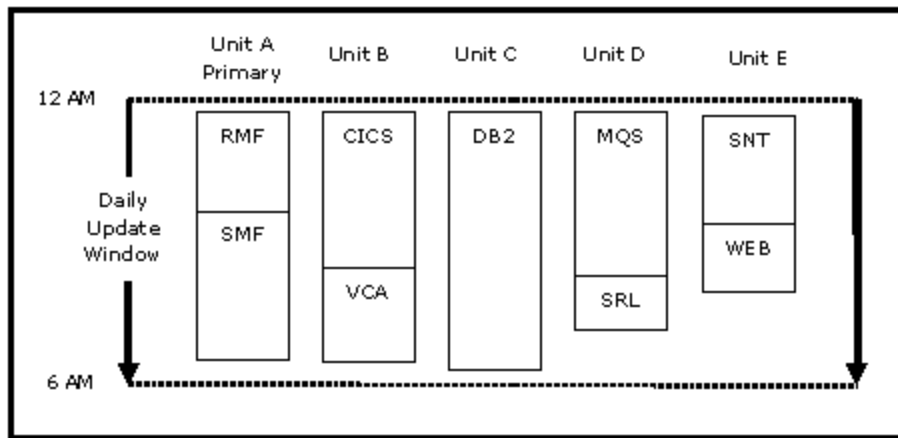 Unit A
Primary
Unit B
Unit C
Unit D
Unit E
12 AM
RMF
CICS
DB2
MQS
SNT
Daily
Update
Window
SMF
WEB
VCA
SRL
6 AM